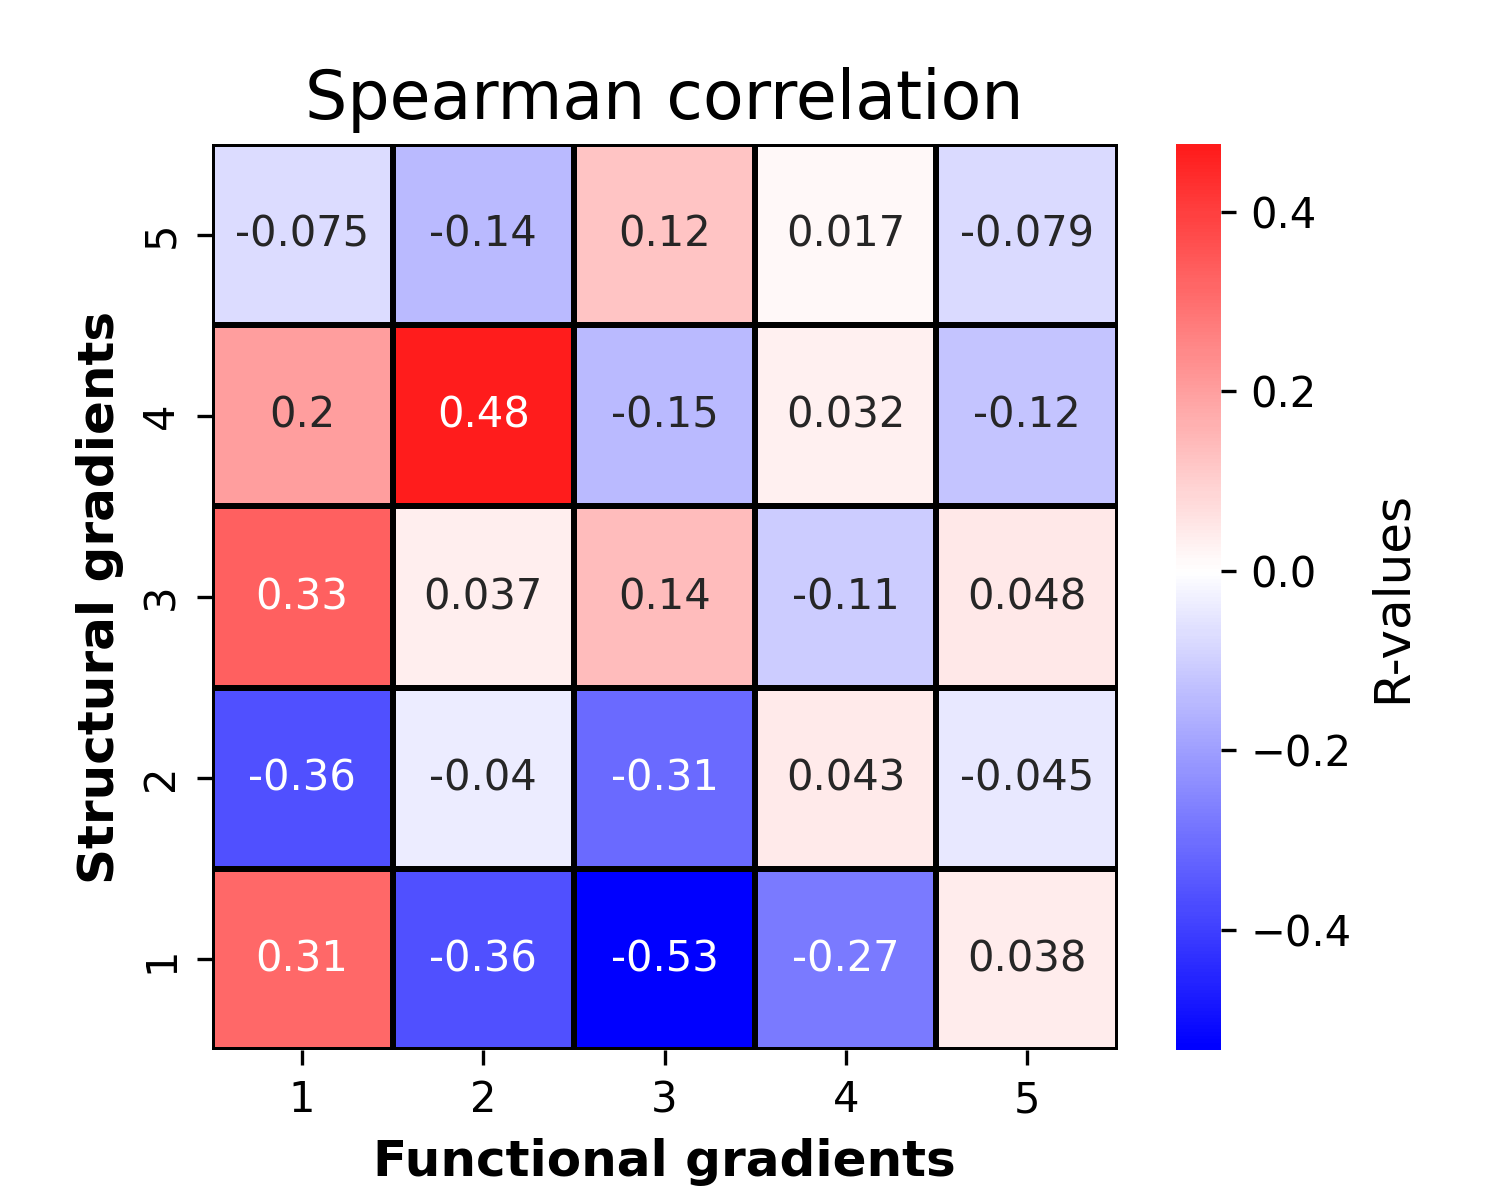 Spearman correlation
Structural gradients
5
-0.075 -0.14 0.12 0.017 -0.079
4
0.2 0.48 -0.15 0.032 -0.12
3
0.33 0.037 0.14 -0.11 0.048
2
-0.36 -0.04 -0.31 0.043 -0.045
1
0.31 -0.36 -0.53 -0.27 0.038
1 2 3 4 5
Functional gradients
0.4
0.2
0.0
−0.2
−0.4
R-values